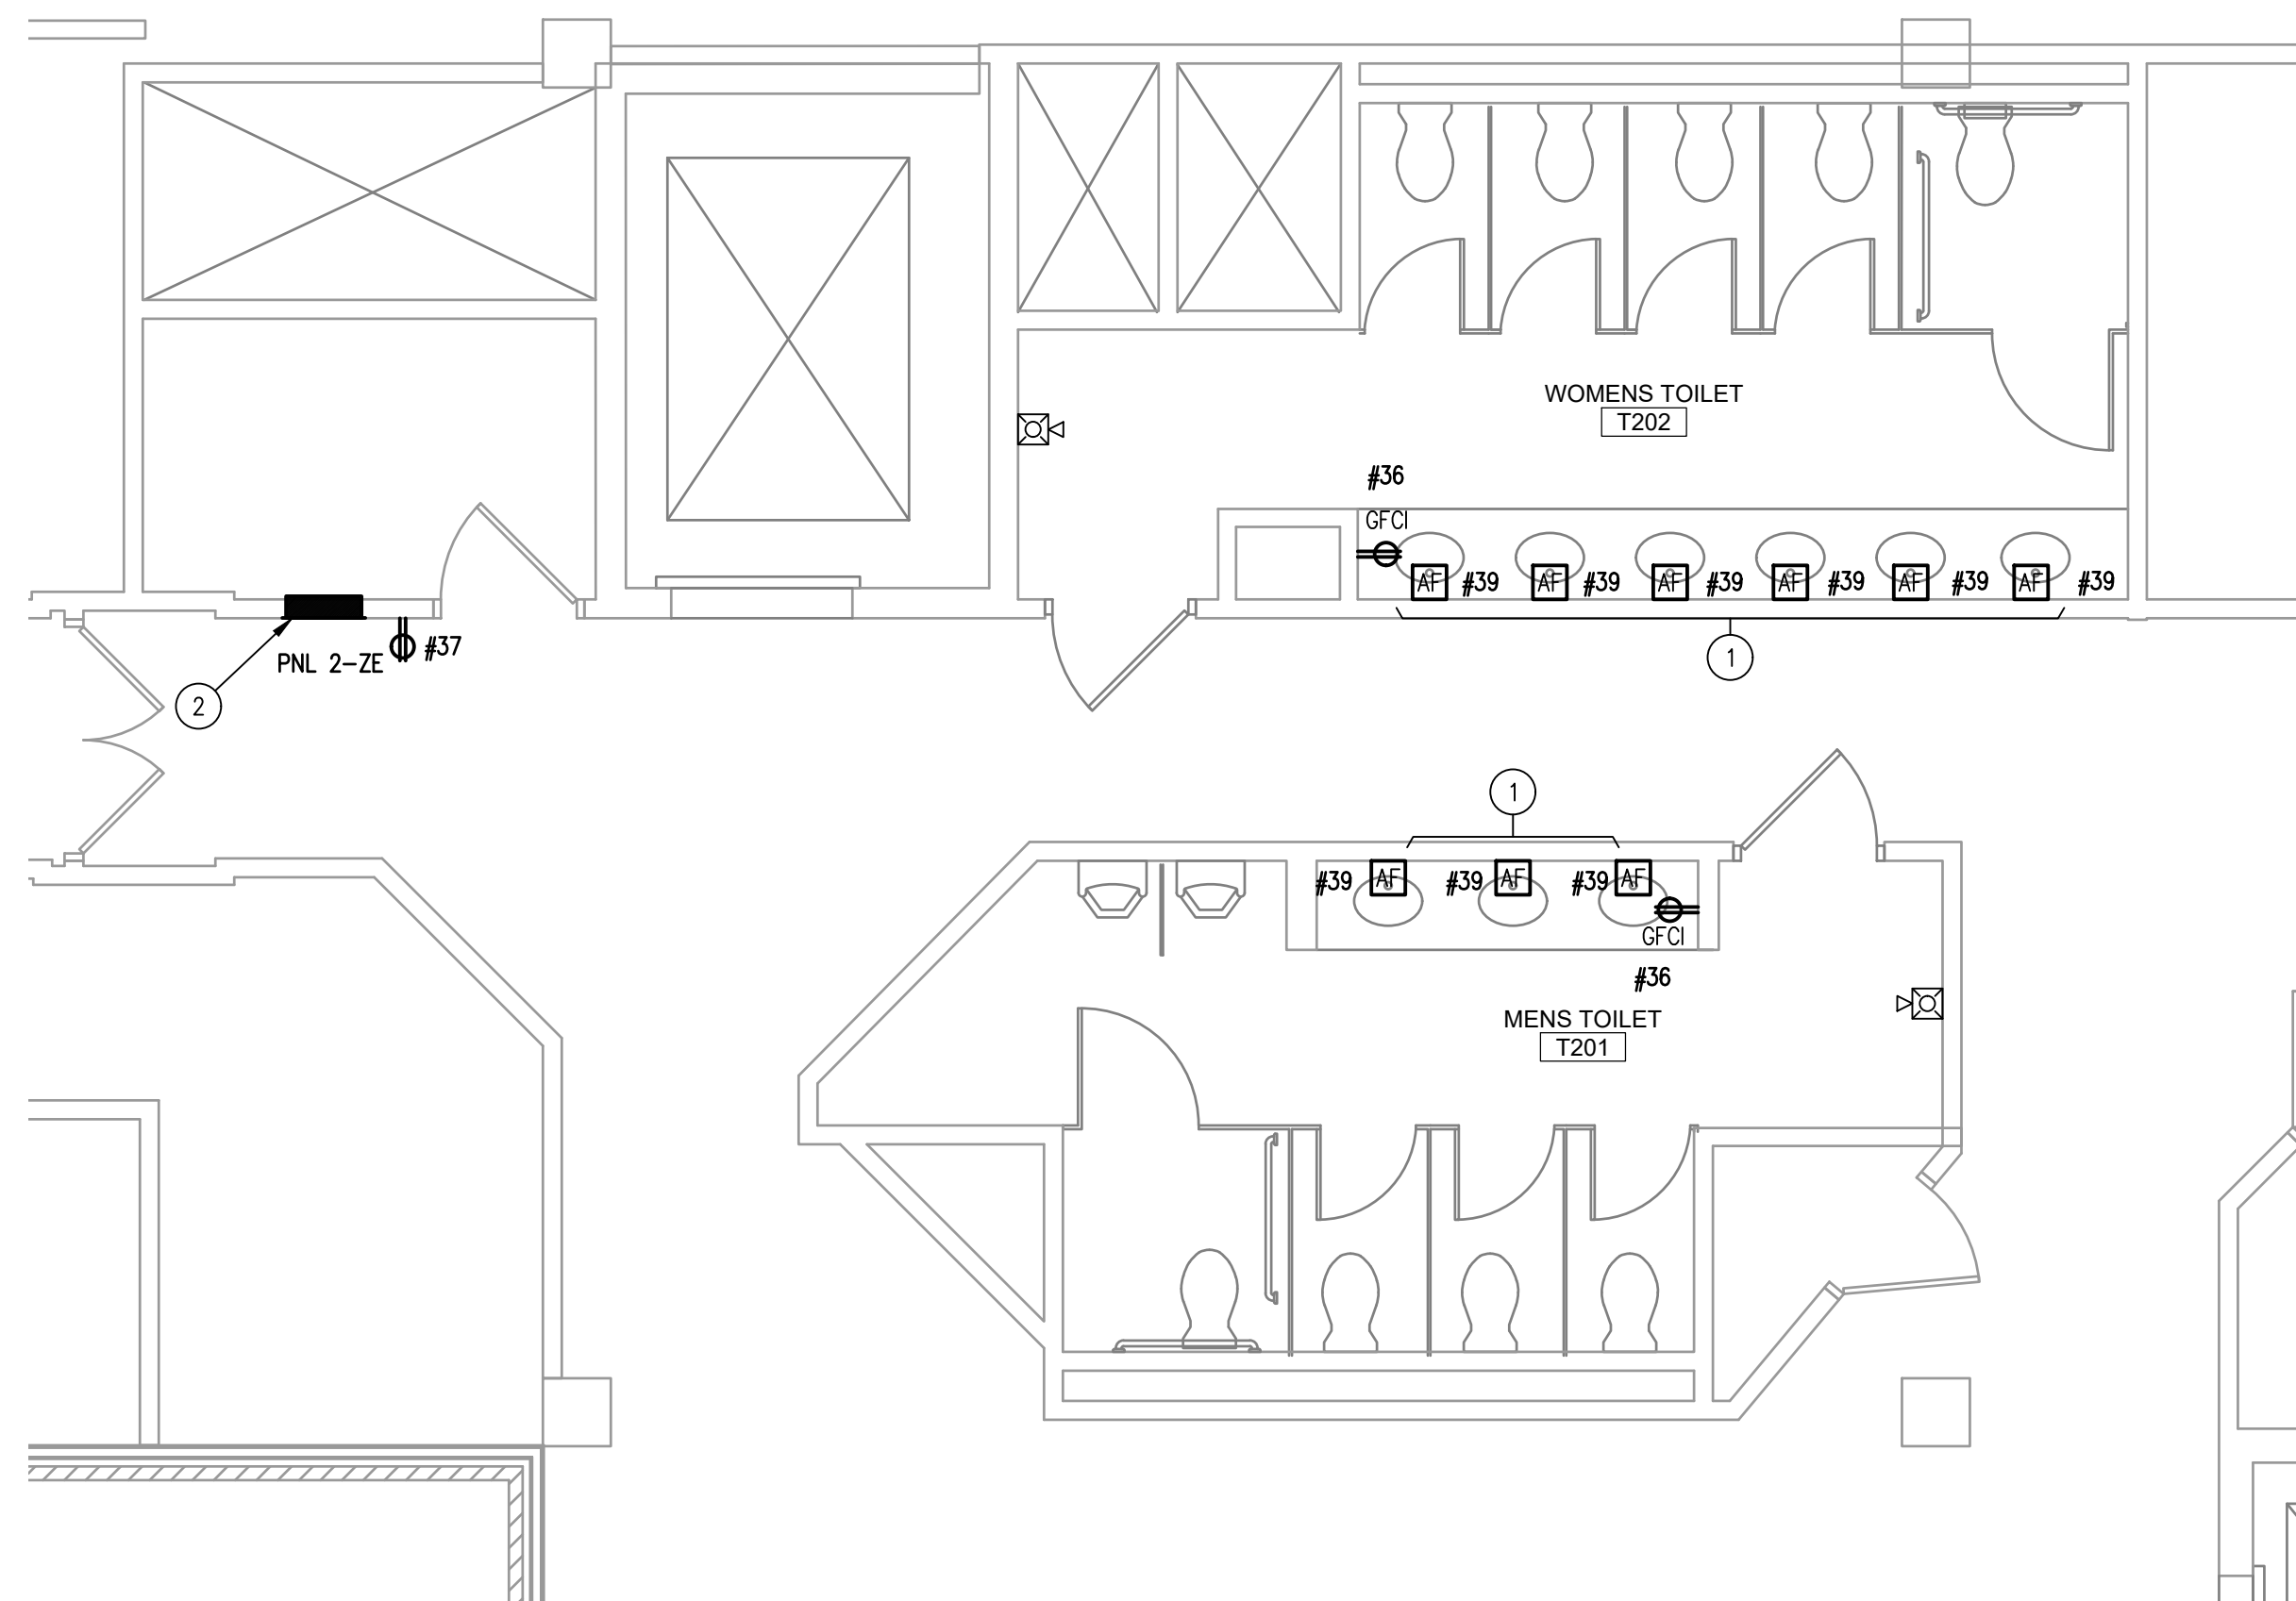 WOMENS TOILET
T202
#36
GFCI
AF #39 AF #39 AF #39 AF #39 AF #39 AF #39
1
PNL 2-ZE
#37
2
1
#39 AF #39 AF #39 AF
GFCI
#36
MENS TOILET
T201